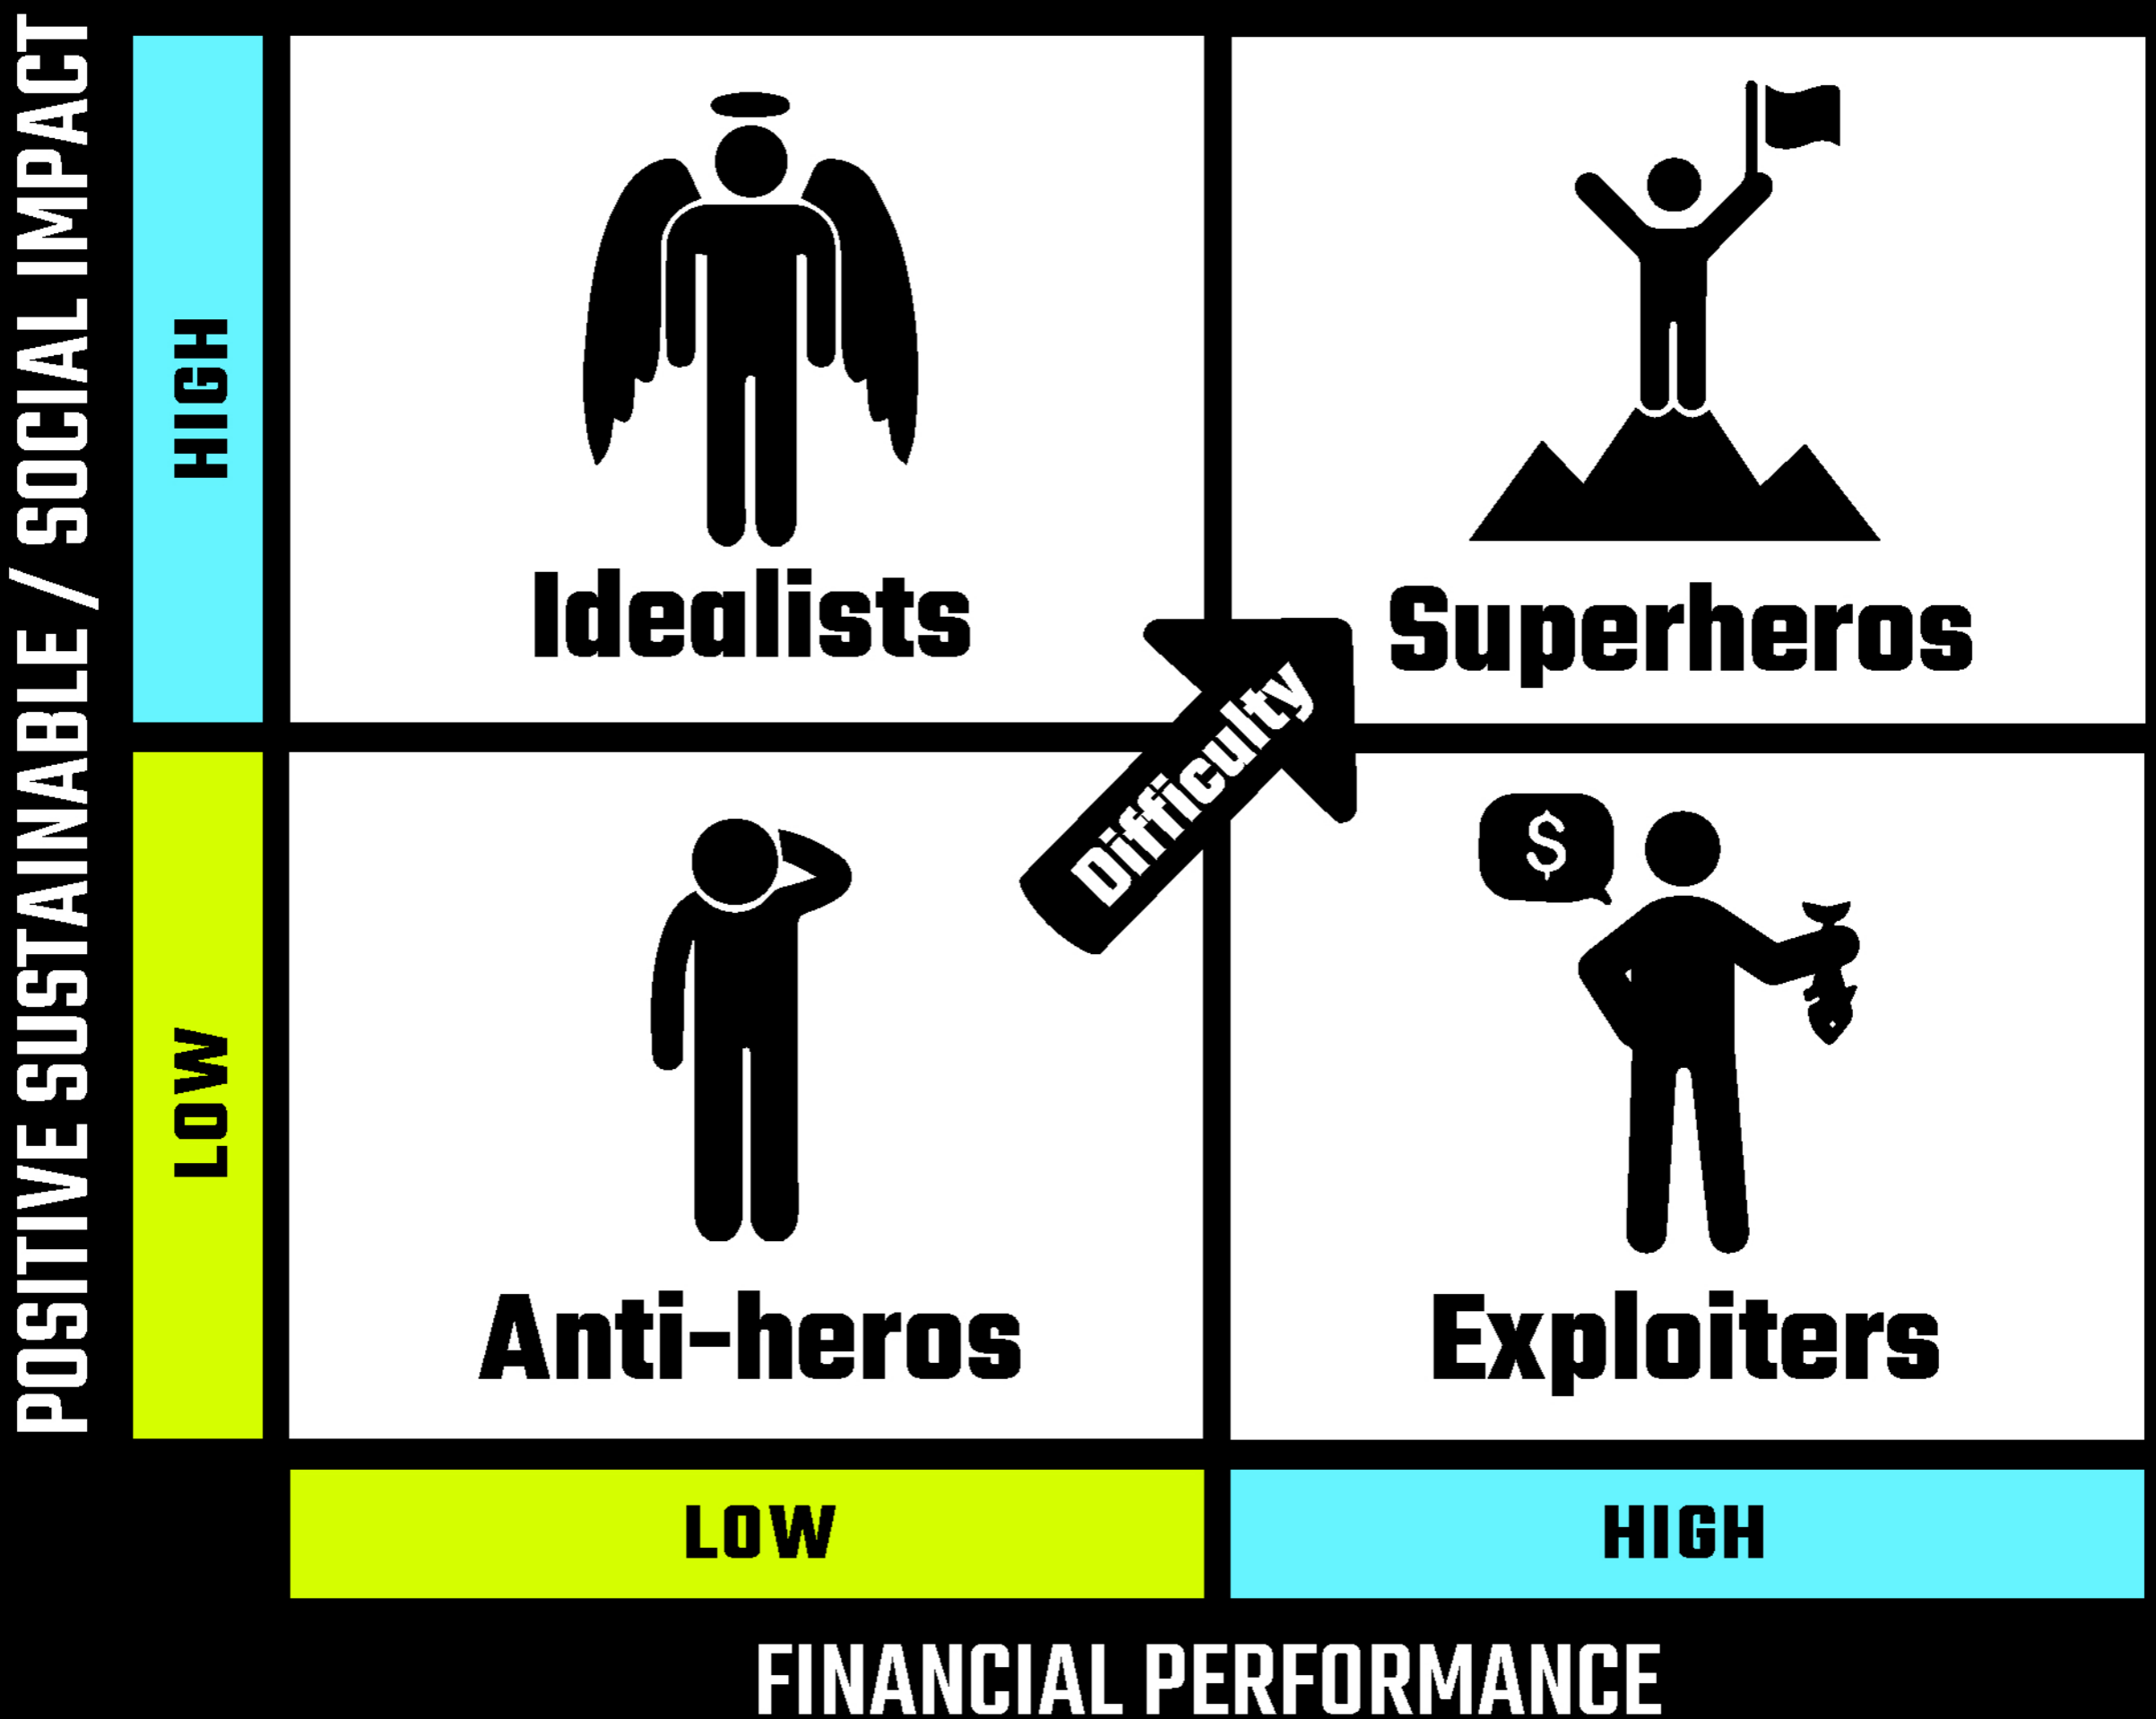 POSITIVE SUSTAINABLE / SOCIAL IMPACT
HIGH
Idealists
Superheros
Difficulty
LOW
$
Anti-heros
Exploiters
LOW
HIGH
FINANCIAL PERFORMANCE